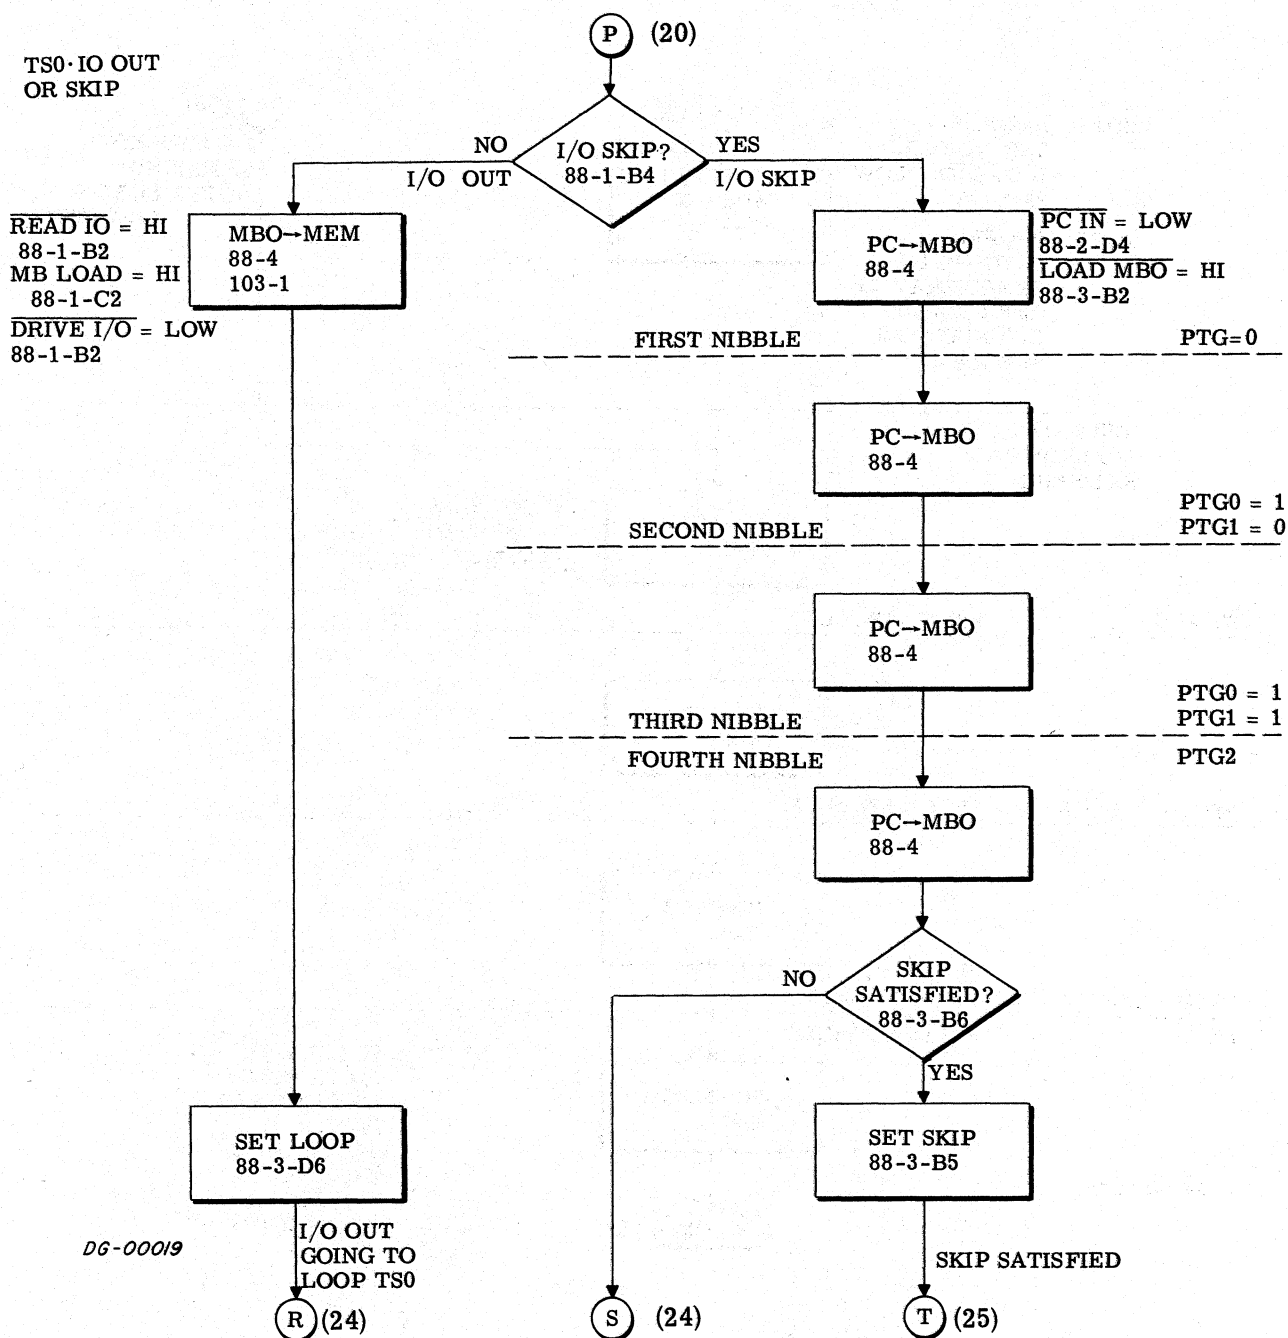 P (20)
TS0·IO OUT
OR SKIP
NO
I/O OUT
I/O SKIP?
88-1-B4
YES
I/O SKIP
READ IO = HI
88-1-B2
MB LOAD = HI
88-1-C2
DRIVE I/O = LOW
88-1-B2
MBO→MEM
88-4
103-1
PC→MBO
88-4
PC IN = LOW
88-2-D4
LOAD MBO = HI
88-3-B2
FIRST NIBBLE PTG=0
PC→MBO
88-4
PTG0 = 1
SECOND NIBBLE PTG1 = 0
PC→MBO
88-4
PTG0 = 1
THIRD NIBBLE PTG1 = 1
FOURTH NIBBLE PTG2
PC→MBO
88-4
NO
SKIP
SATISFIED?
88-3-B6
YES
SET LOOP
88-3-D6
SET SKIP
88-3-B5
DG-00019
I/O OUT
GOING TO
LOOP TS0
SKIP SATISFIED
R (24)
S (24)
T (25)